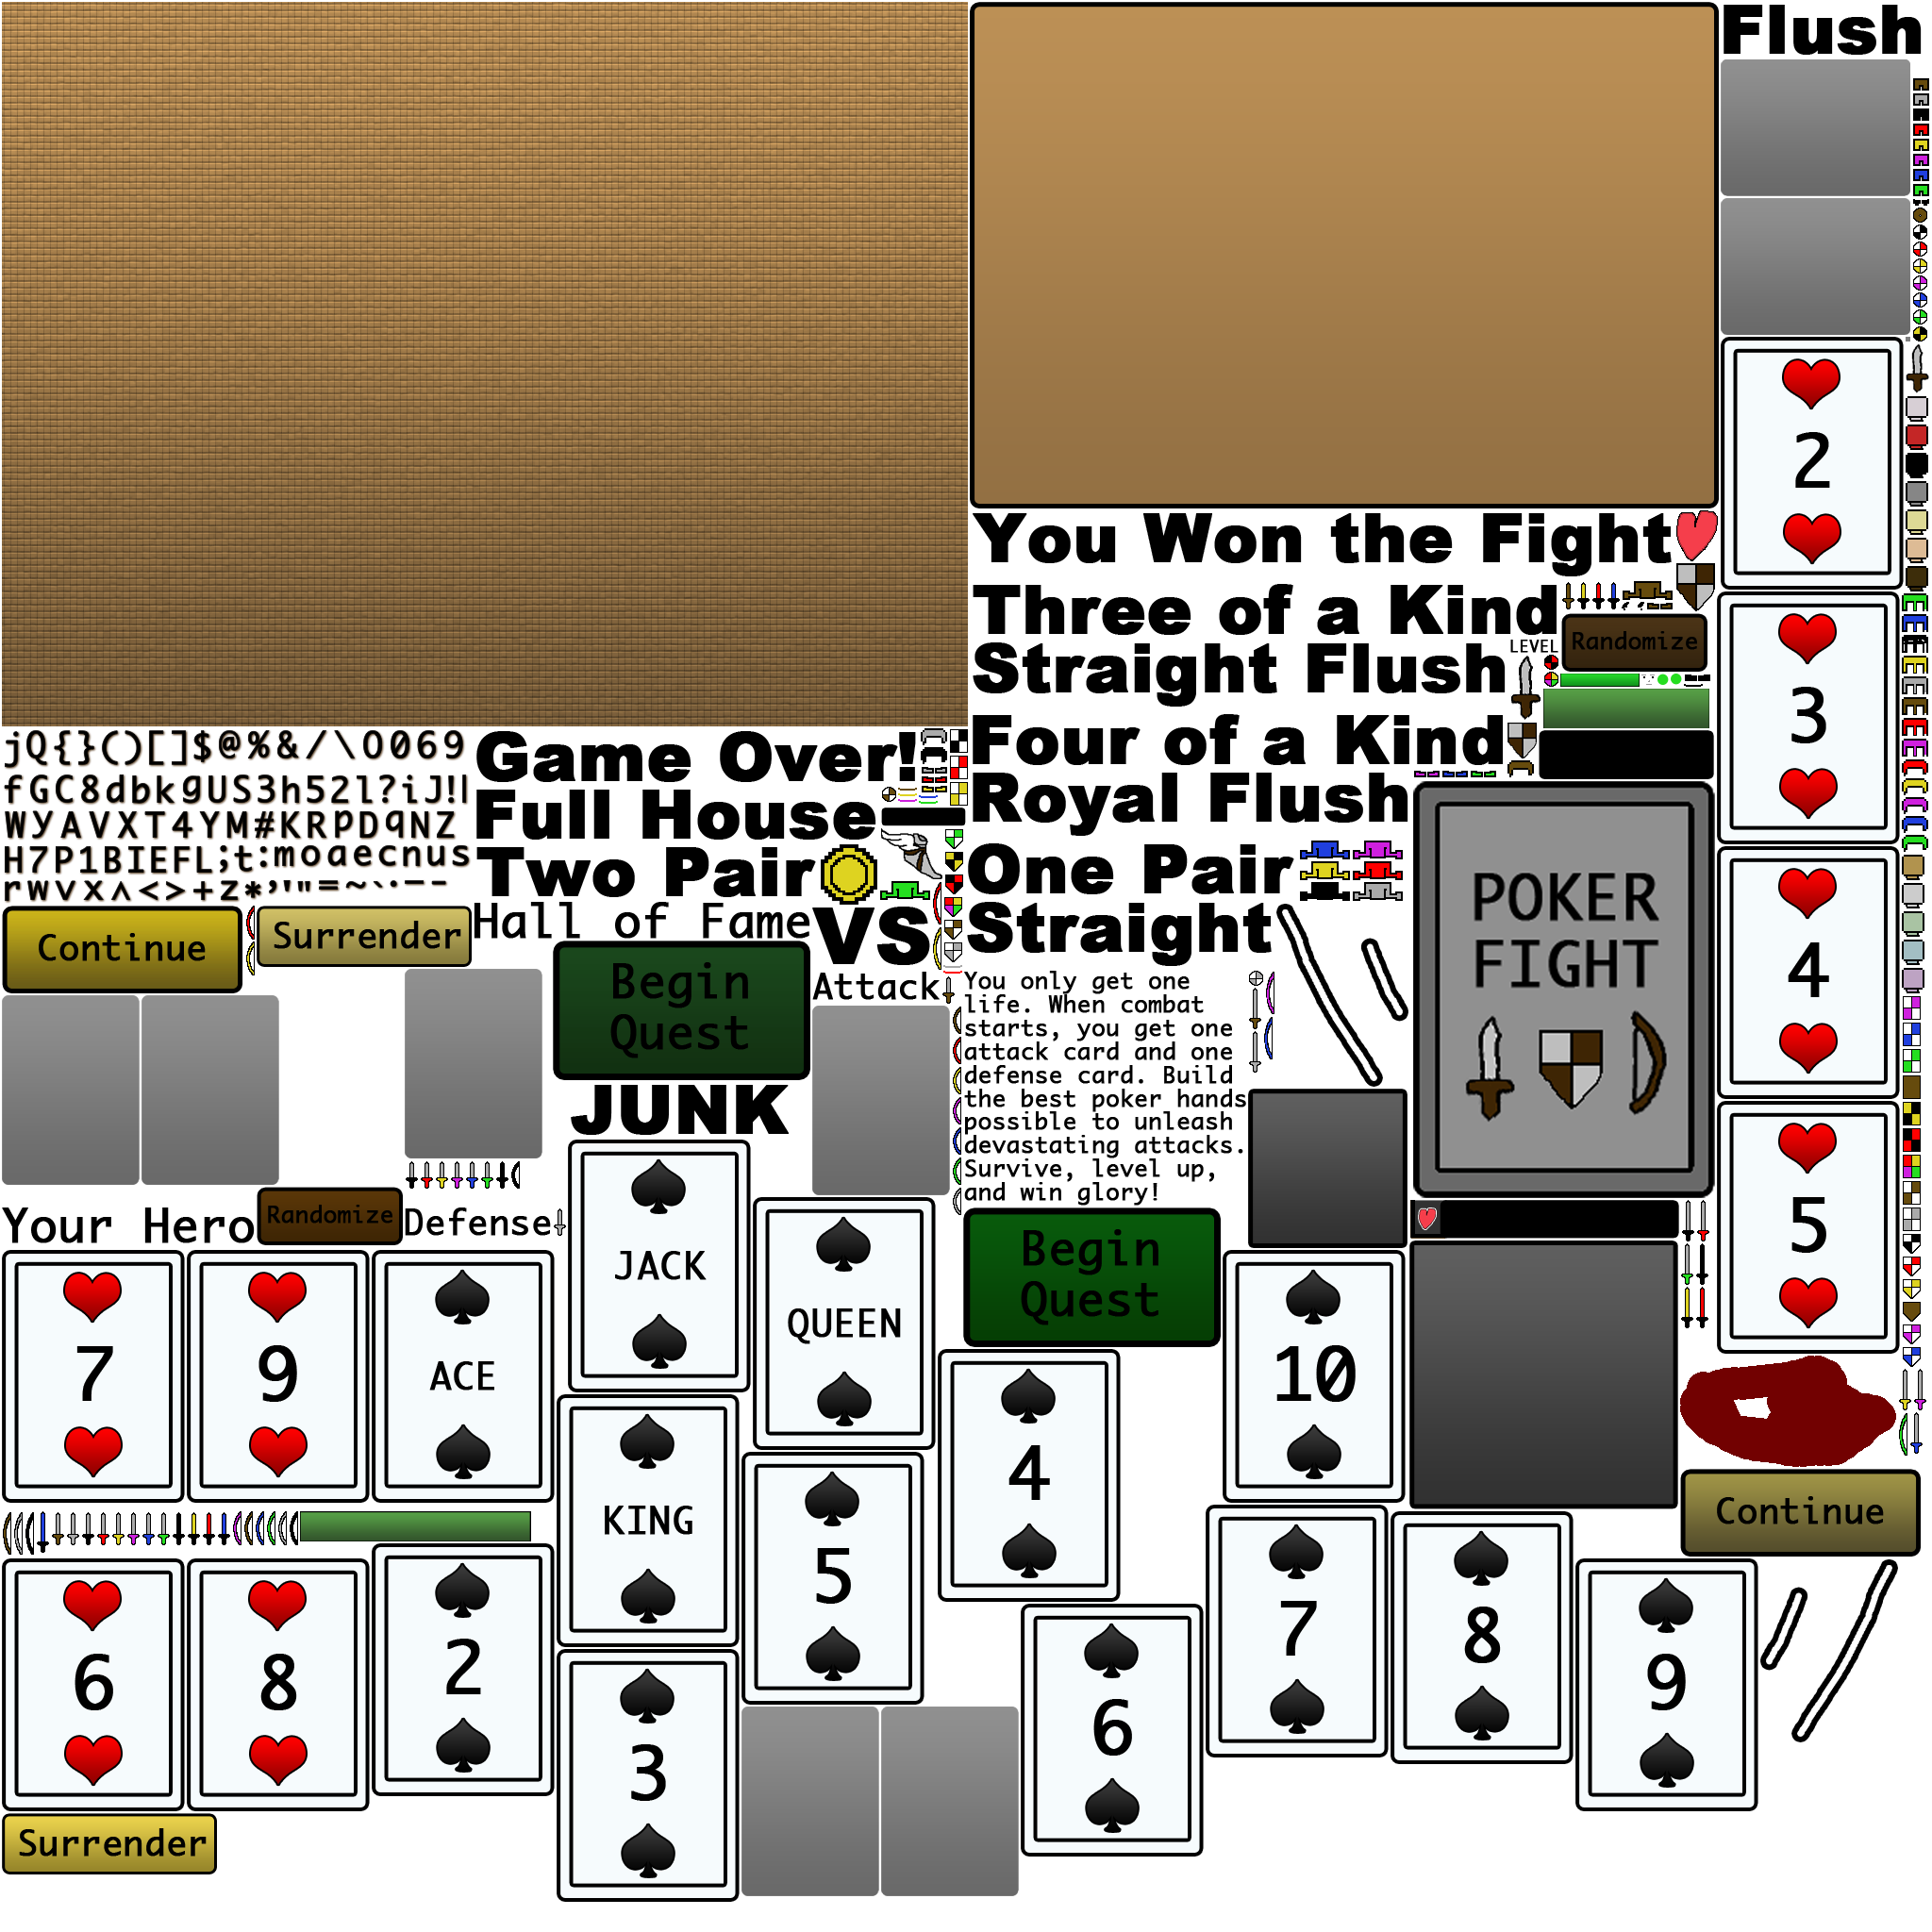 Flush
You Won the Fight
Three of a Kind
Randomize
LEVEL
Straight Flush
Four of a Kind
Royal Flush
One Pair
Straight
2
3
4
5
jQ{}()[]$@%&/\O069
fGC8dbkgUS3h52l?iJ!|
WyAVXT4YM#KRpDqNZ
H7P1BIEFL;t:moaecnus
rwvx^<>+z*,'"=~`.—-
Game Over!
Full House
Two Pair
Hall of Fame
VS
Continue
Surrender
Begin
Quest
Attack
JUNK
You only get one
life. When combat
starts, you get one
attack card and one
defense card. Build
the best poker hands
possible to unleash
devastating attacks.
Survive, level up,
and win glory!
POKER
FIGHT
Your Hero
Randomize
Defense
Begin
Quest
7
9
ACE
JACK
QUEEN
KING
4
5
10
Continue
6
8
2
3
6
7
8
9
Surrender